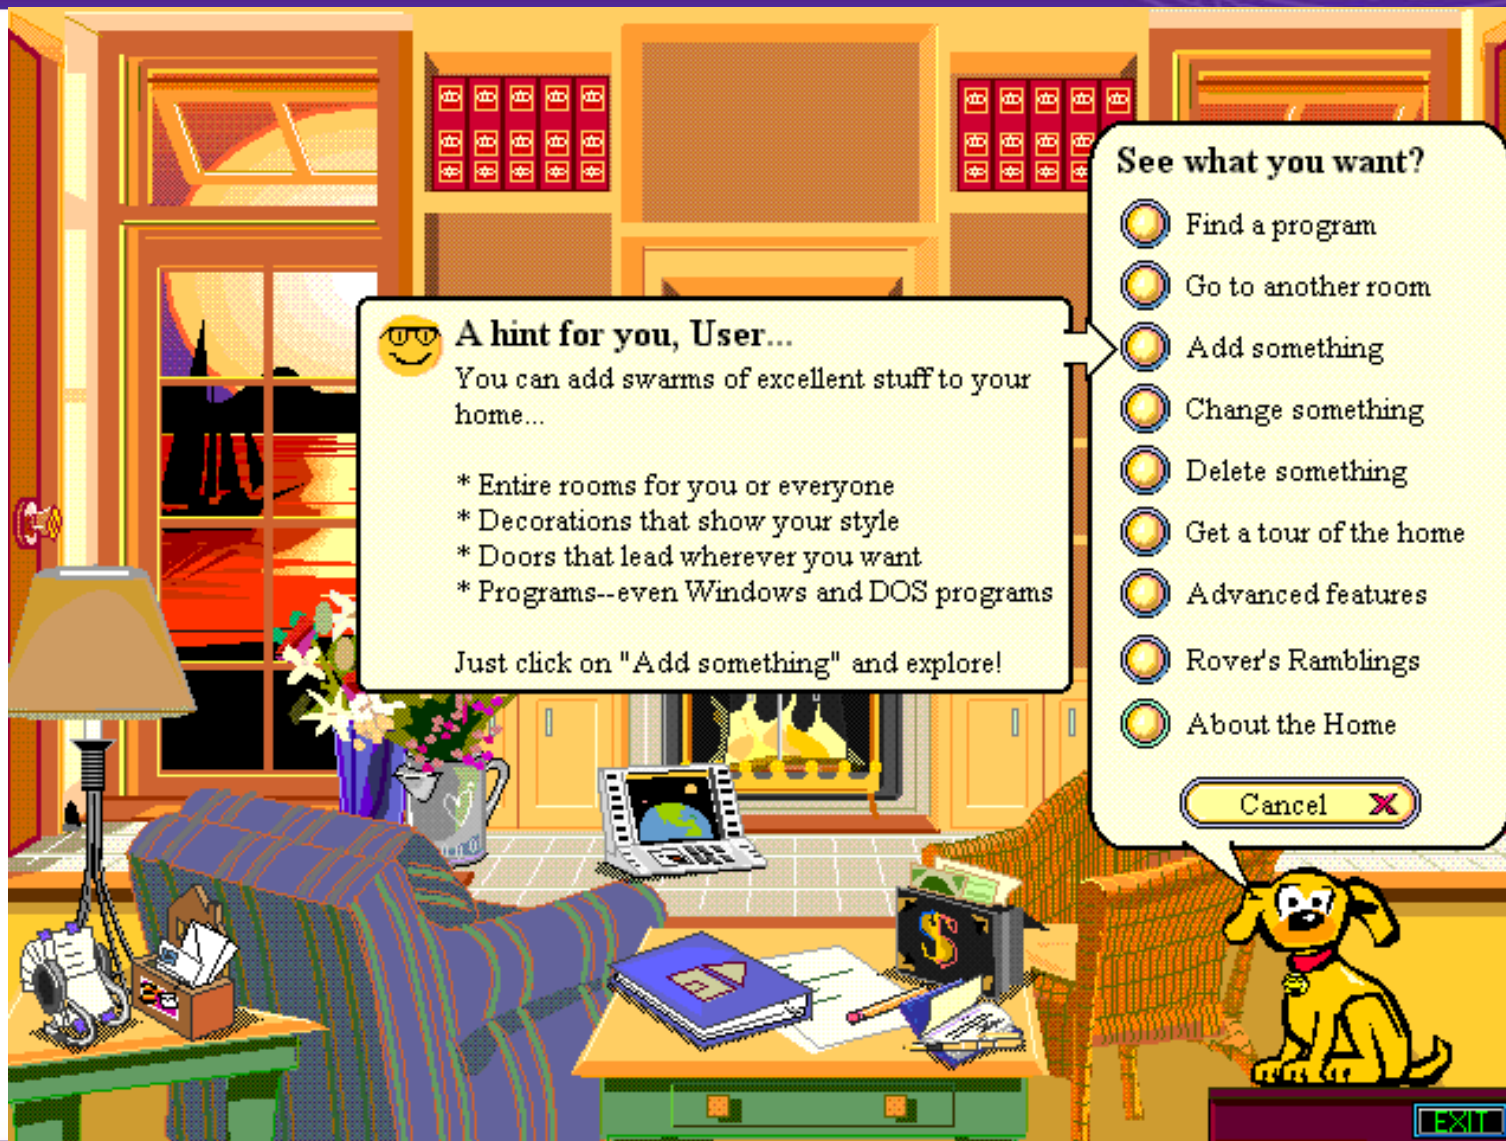 A hint for you, User...
You can add swarms of excellent stuff to your
home...
* Entire rooms for you or everyone
* Decorations that show your style
* Doors that lead wherever you want
* Programs--even Windows and DOS programs
Just click on "Add something" and explore!
See what you want?
Find a program
Go to another room
Add something
Change something
Delete something
Get a tour of the home
Advanced features
Rover's Ramblings
About the Home
Cancel
$
EXIT